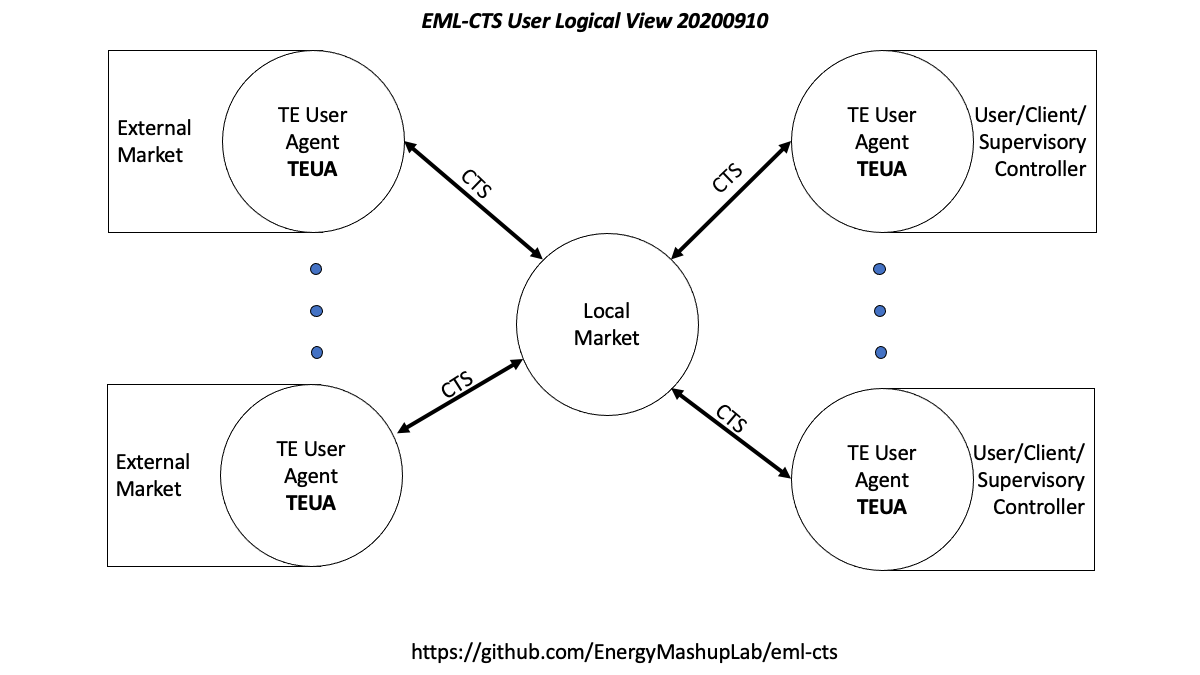 EML-CTS User Logical View 20200910
External
Market
TE User
Agent
TEUA
CTS
CTS
TE User
Agent
TEUA
User/Client/
Supervisory
Controller
Local
Market
External
Market
TE User
Agent
TEUA
CTS
CTS
TE User
Agent
TEUA
User/Client/
Supervisory
Controller
https://github.com/EnergyMashupLab/eml-cts